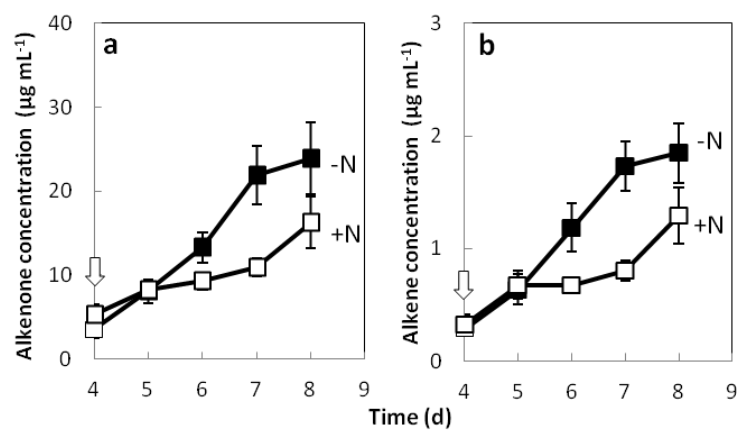 a
Alkenone concentration (µg mL⁻¹)
40
30
20
10
0
-N
+N
4 5 6 7 8 9
b
Alkene concentration (µg mL⁻¹)
3
2
1
0
-N
+N
4 5 6 7 8 9
Time (d)